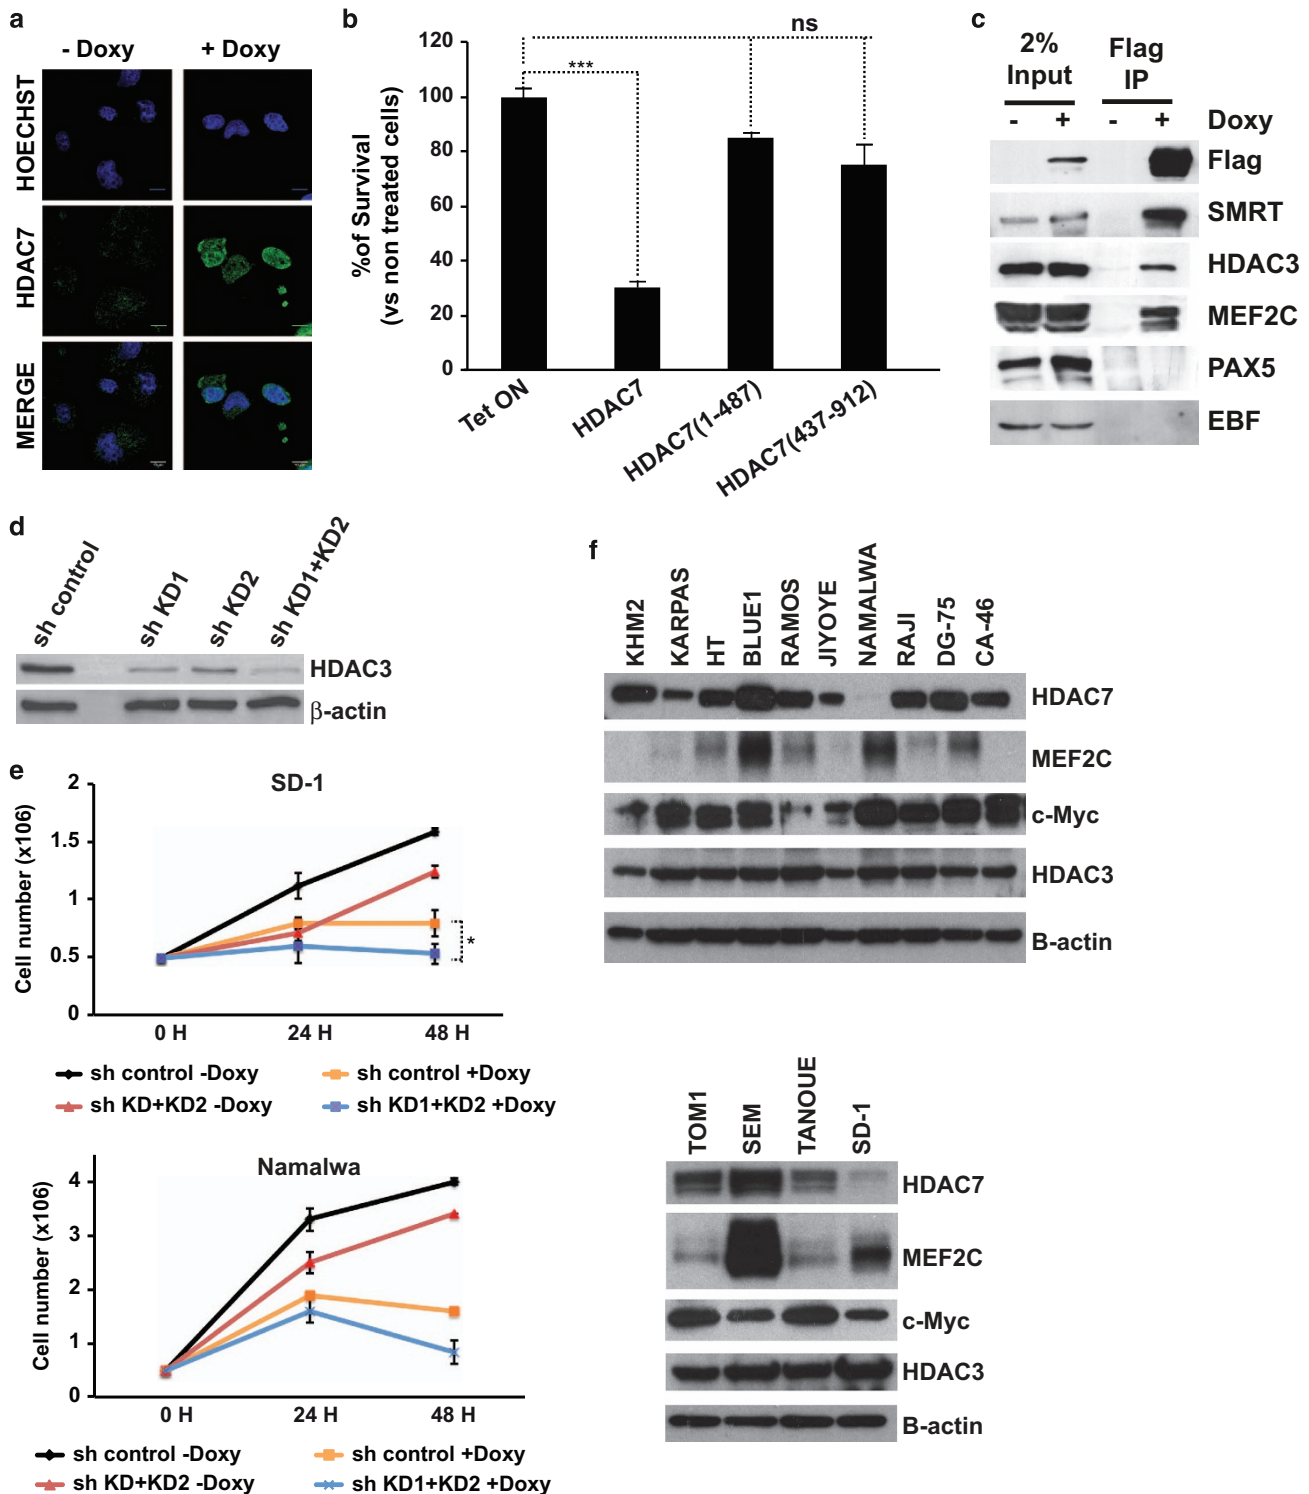 a
- Doxy + Doxy
HOECHST
HDAC7
MERGE
b
ns
***
%of Survival
(vs non treated cells)
120
100
80
60
40
20
0
Tet ON
HDAC7
HDAC7(1-487)
HDAC7(437-912)
c
2% Input
Flag IP
- + - + Doxy
Flag
SMRT
HDAC3
MEF2C
PAX5
EBF
d
sh control
sh KD1
sh KD2
sh KD1+KD2
HDAC3
β-actin
e
SD-1
Cell number (x106)
2
1.5
1
0.5
0
*
0 H 24 H 48 H
sh control -Doxy
sh control +Doxy
sh KD+KD2 -Doxy
sh KD1+KD2 +Doxy
Namalwa
Cell number (x106)
4
3
2
1
0
0 H 24 H 48 H
sh control -Doxy
sh control +Doxy
sh KD+KD2 -Doxy
sh KD1+KD2 +Doxy
f
KHM2
KARPAS
HT
BLUE1
RAMOS
JIYOYE
NAMALWA
RAJI
DG-75
CA-46
HDAC7
MEF2C
c-Myc
HDAC3
B-actin
TOM1
SEM
TANOUE
SD-1
HDAC7
MEF2C
c-Myc
HDAC3
B-actin